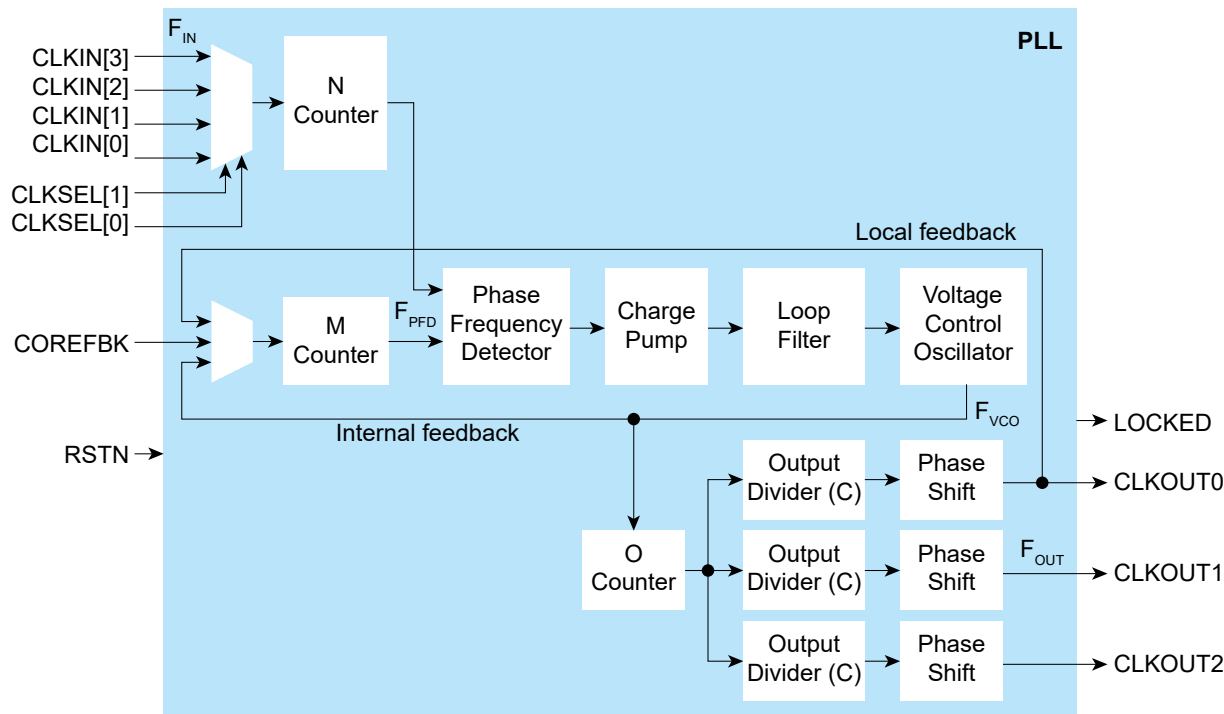 F_IN
PLL
CLKIN[3]
CLKIN[2]
CLKIN[1]
CLKIN[0]
CLKSEL[1]
CLKSEL[0]
N
Counter
Local feedback
COREFBK
M
Counter
F_PFD
Phase
Frequency
Detector
Charge
Pump
Loop
Filter
Voltage
Control
Oscillator
Internal feedback
F_VCO
RSTN
LOCKED
Output
Divider (C)
Phase
Shift
CLKOUT0
O
Counter
Output
Divider (C)
Phase
Shift
F_OUT
CLKOUT1
Output
Divider (C)
Phase
Shift
CLKOUT2